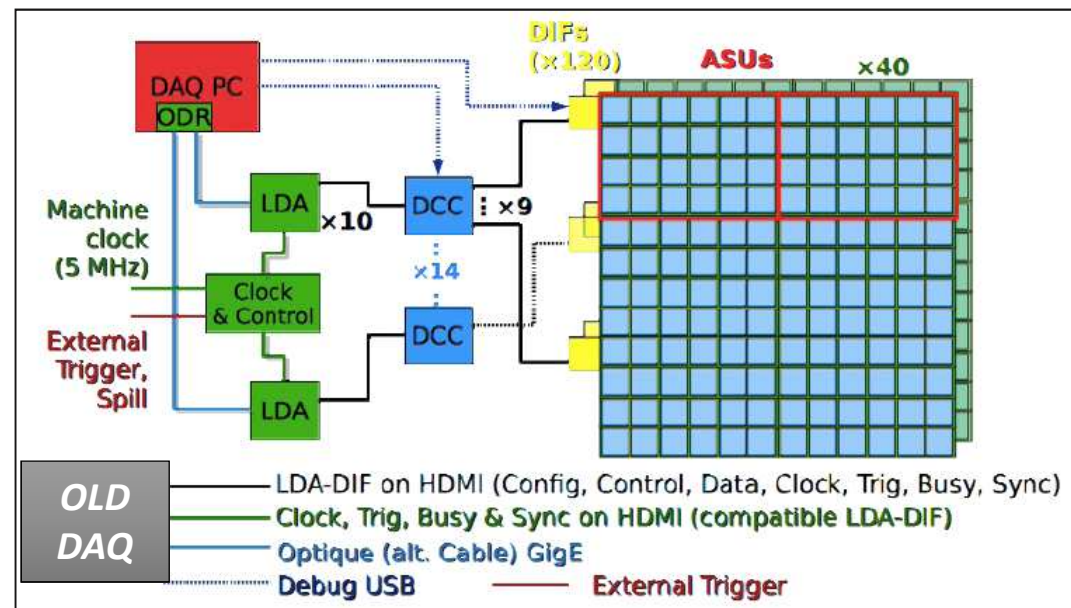 DIFs
(×120)
ASUs
×40
DAQ PC
ODR
LDA
×10
DCC
⋮ ×9
Machine
clock
(5 MHz)
Clock
& Control
⋮
×14
⋮
DCC
External
Trigger,
Spill
LDA
OLD
DAQ
LDA-DIF on HDMI (Config, Control, Data, Clock, Trig, Busy, Sync)
Clock, Trig, Busy & Sync on HDMI (compatible LDA-DIF)
Optique (alt. Cable) GigE
Debug USB
External Trigger